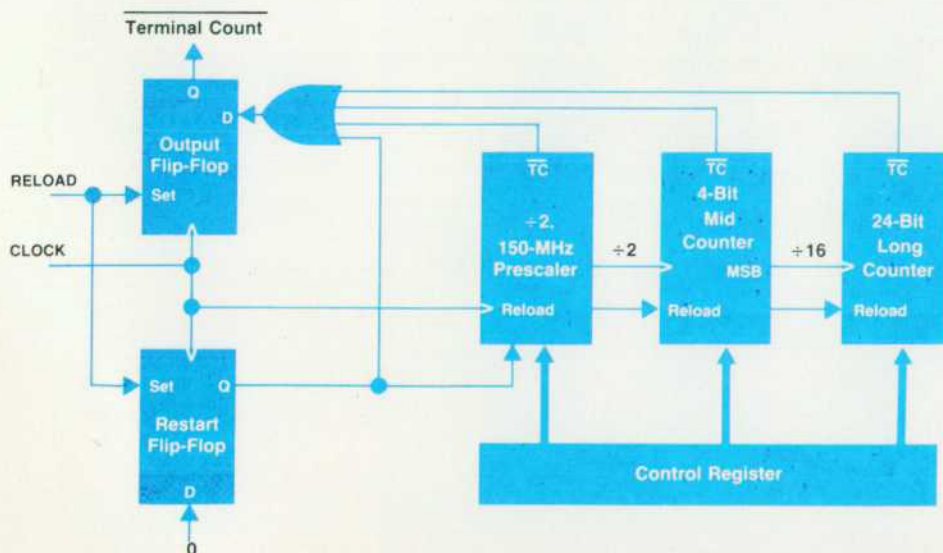 Terminal Count
Q
D
Output
Flip-Flop
Set
RELOAD
CLOCK
TC
÷2,
150-MHz
Prescaler
Reload
÷2
TC
4-Bit
Mid
Counter
MSB
Reload
÷16
TC
24-Bit
Long
Counter
Reload
Set
Q
Restart
Flip-Flop
D
0
Control Register